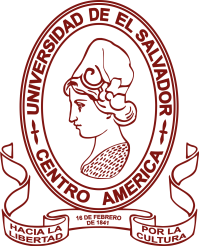 UNIVERSIDAD DE EL SALVADOR
CENTRO AMERICA
HACIA LA
LIBERTAD
16 DE FEBRERO
DE 1841
POR LA
CULTURA